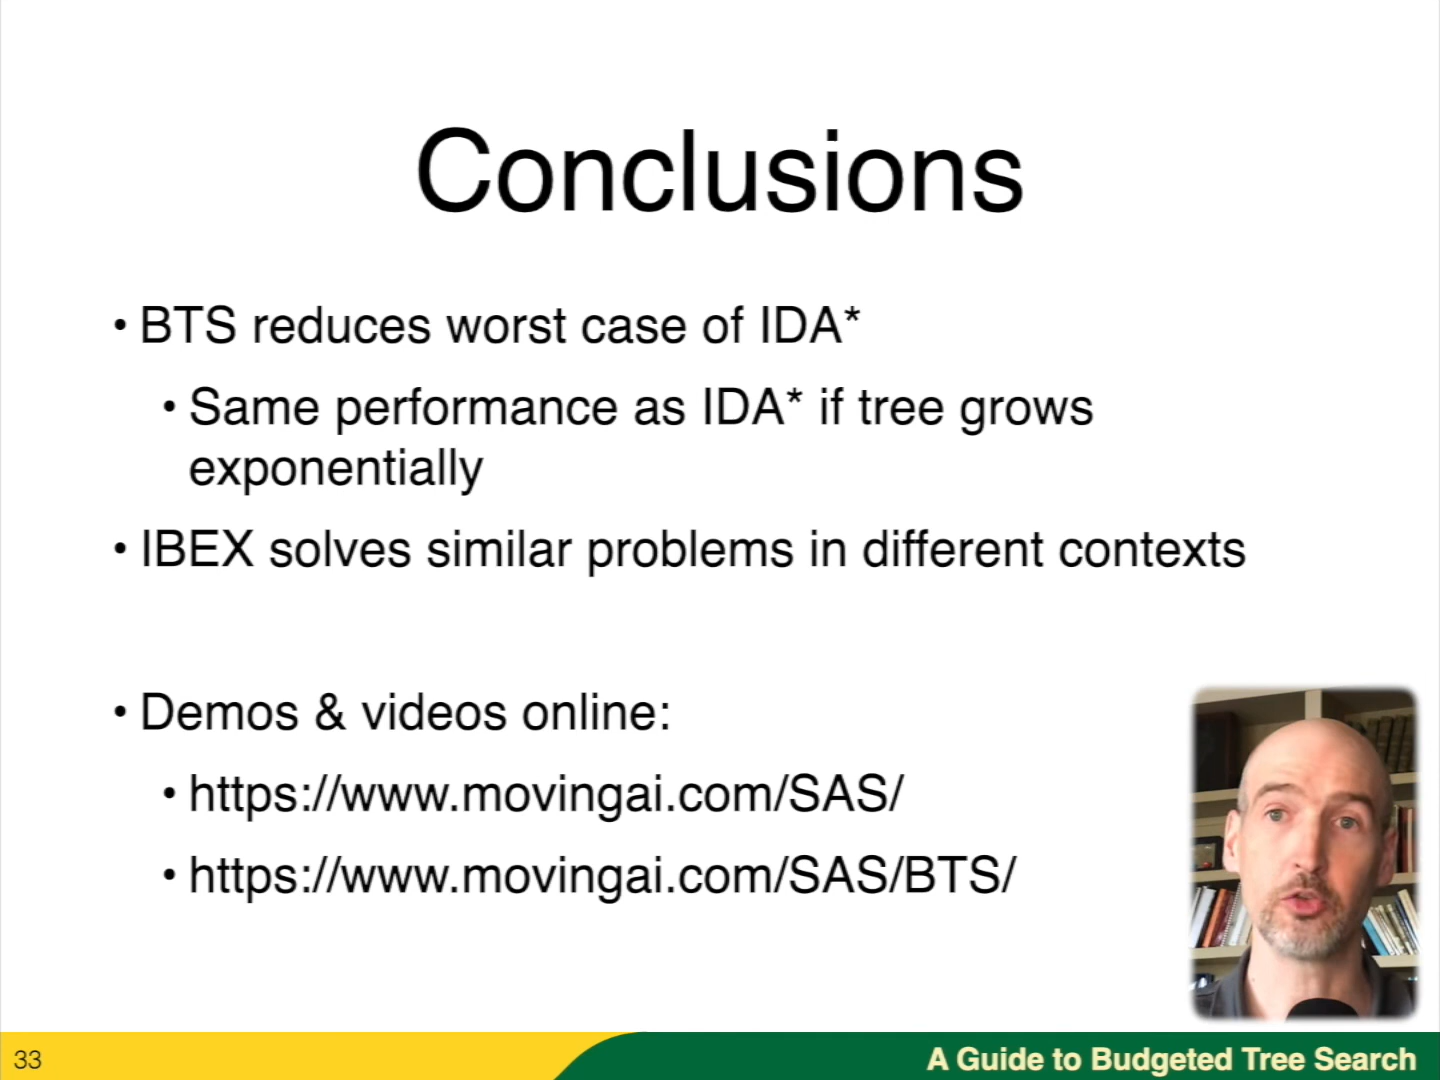 Conclusions
• BTS reduces worst case of IDA*
• Same performance as IDA* if tree grows
exponentially
• IBEX solves similar problems in different contexts
• Demos & videos online:
• https://www.movingai.com/SAS/
• https://www.movingai.com/SAS/BTS/
33
A Guide to Budgeted Tree Search